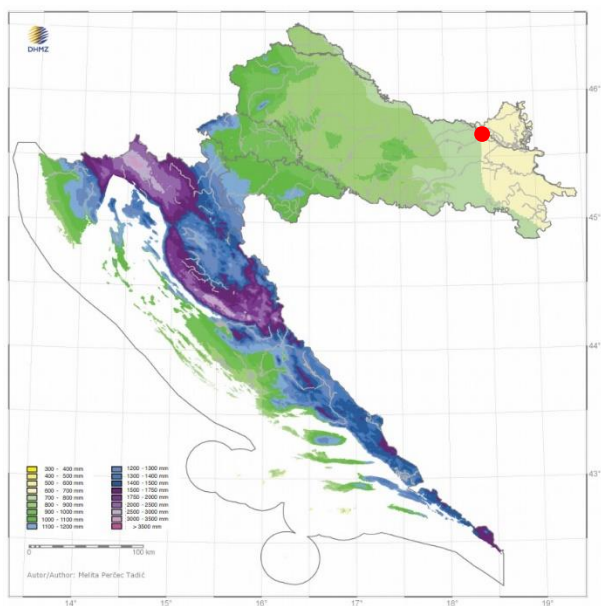 DHMZ
46°
45°
44°
43°
300 - 400 mm
400 - 500 mm
500 - 600 mm
600 - 700 mm
700 - 800 mm
800 - 900 mm
900 - 1000 mm
1000 - 1100 mm
1100 - 1200 mm
1200 - 1300 mm
1300 - 1400 mm
1400 - 1500 mm
1500 - 1750 mm
1750 - 2000 mm
2000 - 2500 mm
2500 - 3000 mm
3000 - 3500 mm
> 3500 mm
0 100 km
Autor/Author: Melita Perčec Tadić
14° 15° 16° 17° 18° 19°